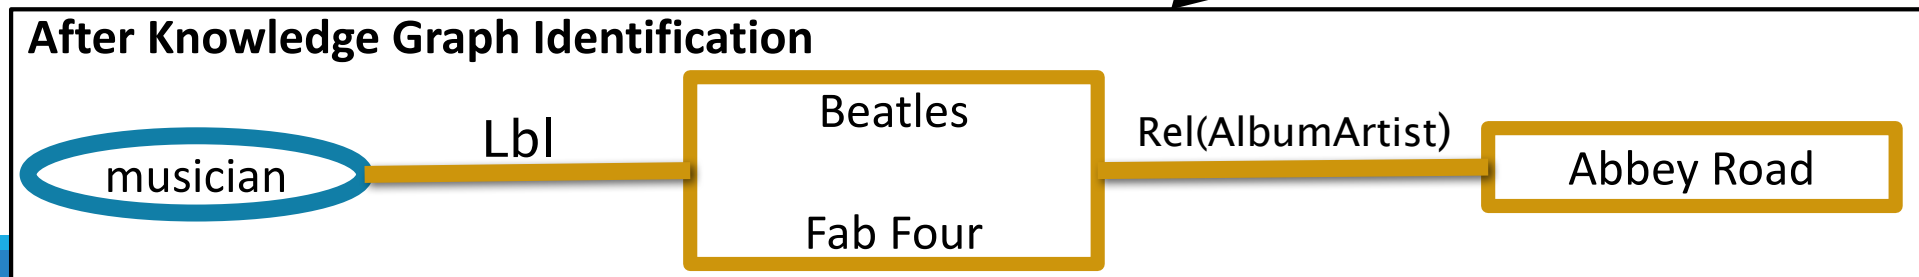 After Knowledge Graph Identification
musician
Lbl
Beatles
Fab Four
Rel(AlbumArtist)
Abbey Road